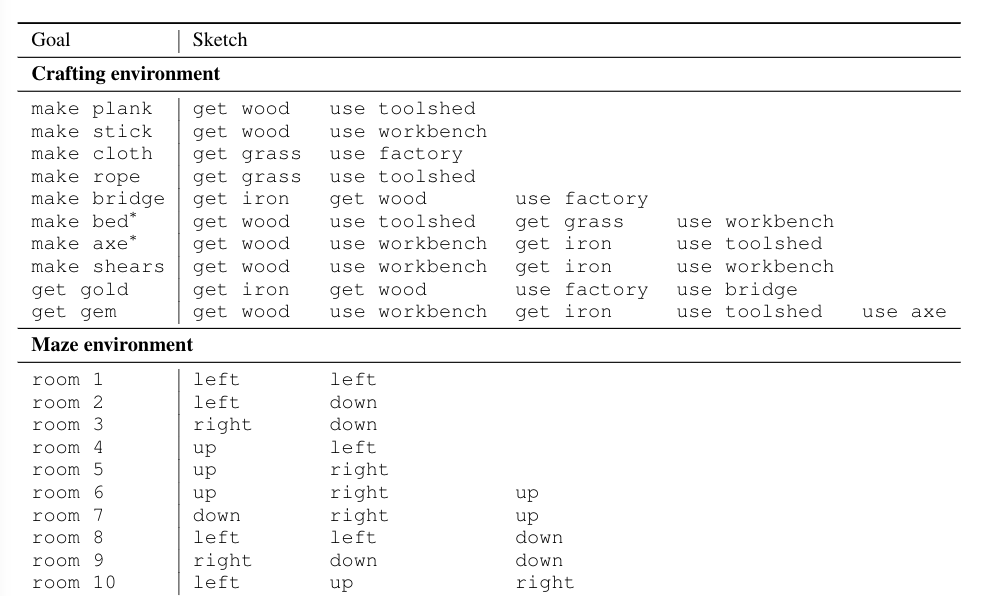 Goal Sketch
Crafting environment
make plank get wood use toolshed
make stick get wood use workbench
make cloth get grass use factory
make rope get grass use toolshed
make bridge get iron get wood use factory
make bed* get wood use toolshed get grass use workbench
make axe* get wood use workbench get iron use toolshed
make shears get wood use workbench get iron use workbench
get gold get iron get wood use factory use bridge
get gem get wood use workbench get iron use toolshed use axe
Maze environment
room 1 left left
room 2 left down
room 3 right down
room 4 up left
room 5 up right
room 6 up right up
room 7 down right up
room 8 left left down
room 9 right down down
room 10 left up right